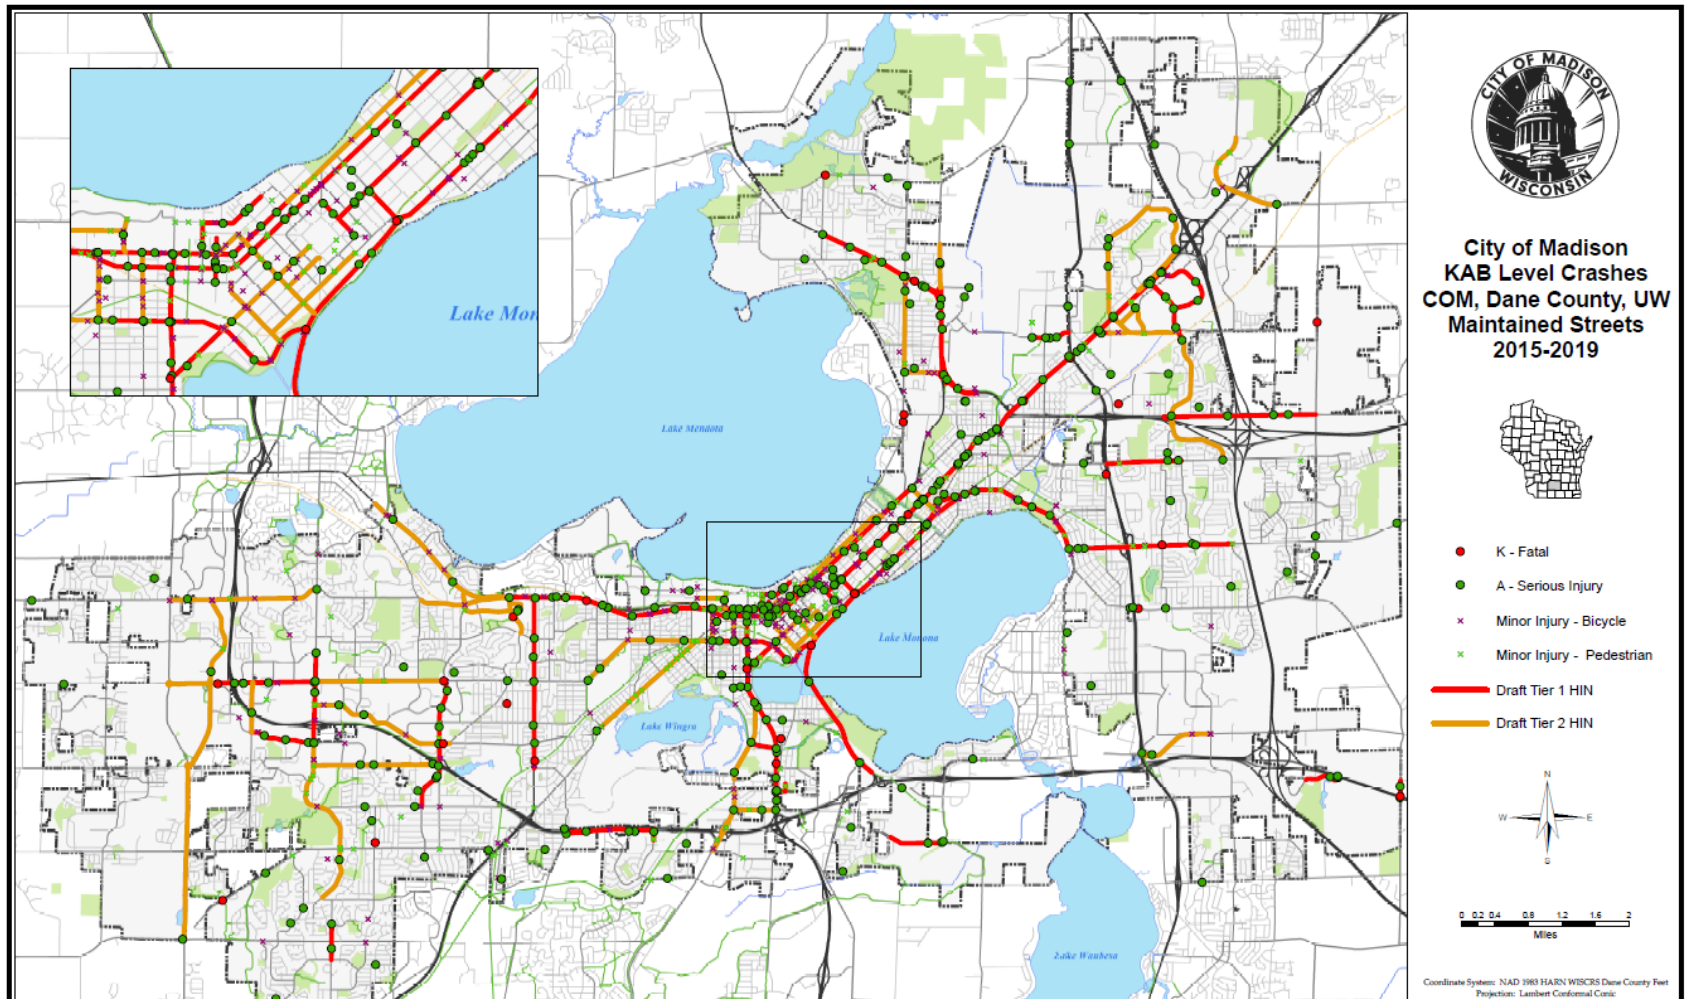 Lake Mon
Lake Mendota
Lake Monona
Lake Wingra
Lake Waubesa
CITY OF MADISON
WISCONSIN
City of Madison
KAB Level Crashes
COM, Dane County, UW
Maintained Streets
2015-2019
K - Fatal
A - Serious Injury
Minor Injury - Bicycle
Minor Injury - Pedestrian
Draft Tier 1 HIN
Draft Tier 2 HIN
N
W E
S
0 0.2 0.4 0.8 1.2 1.6 2
Miles
Coordinate System: NAD 1983 HARN WISCRS Dane County Feet
Projection: Lambert Conformal Conic